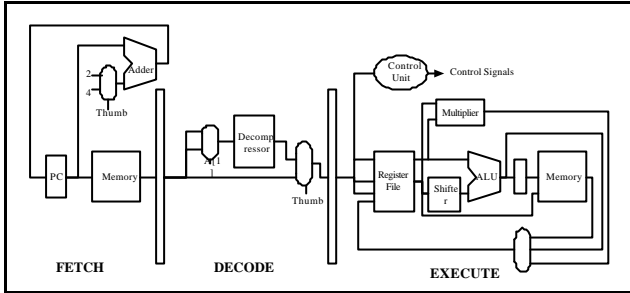 Adder
2
4
Thumb
PC
Memory
FETCH
Decomp
ressor
A[1
]
Thumb
DECODE
Control
Unit
Control Signals
Multiplier
Register
File
Shifte
r
ALU
Memory
EXECUTE